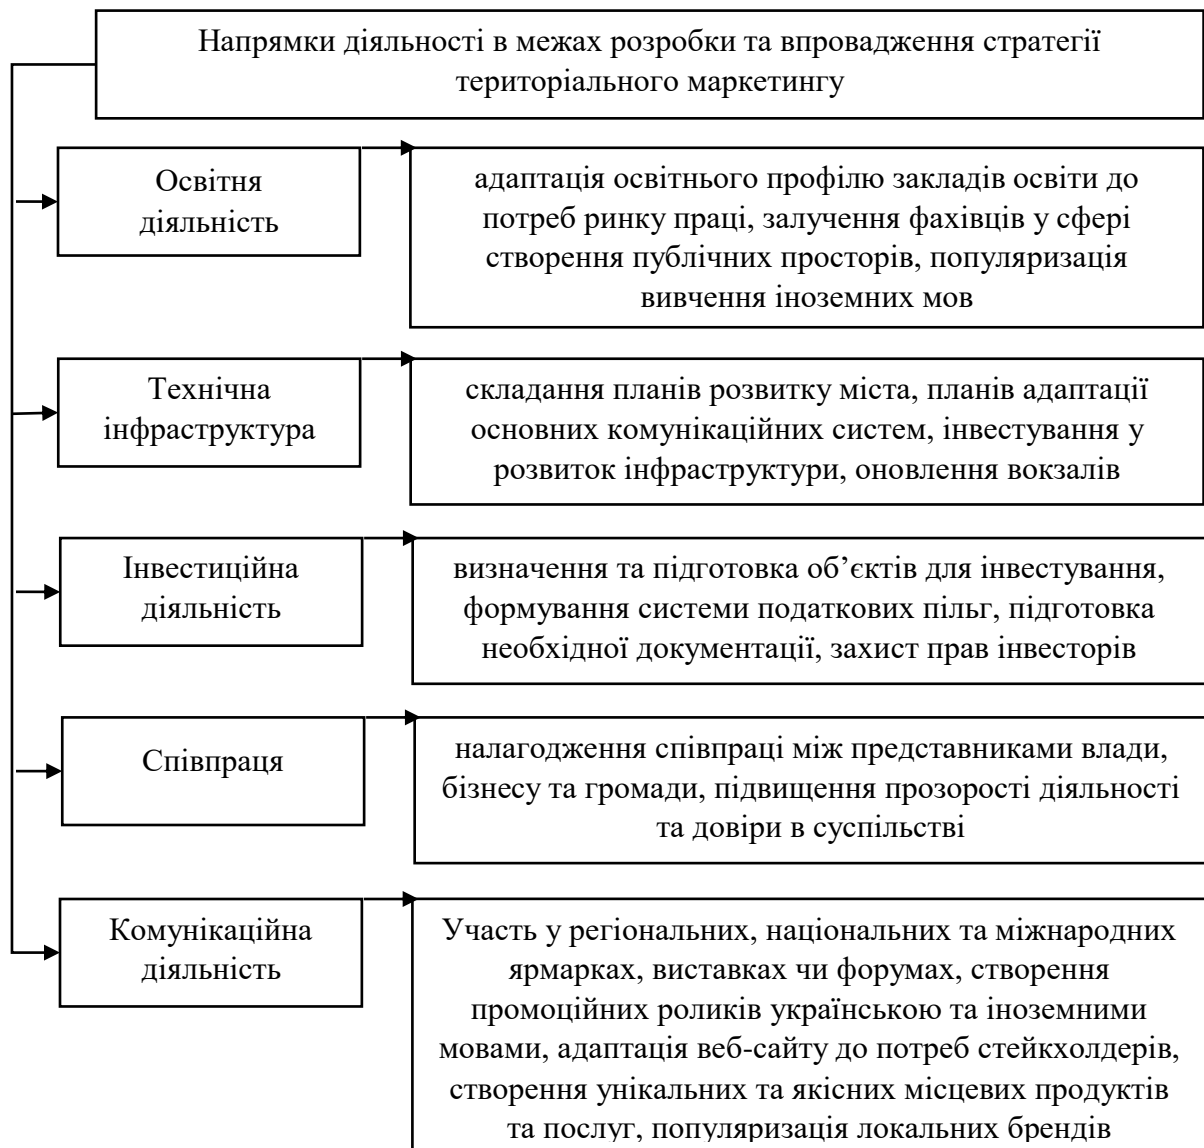 Напрямки діяльності в межах розробки та впровадження стратегії
територіального маркетингу
Освітня
діяльність
адаптація освітнього профілю закладів освіти до
потреб ринку праці, залучення фахівців у сфері
створення публічних просторів, популяризація
вивчення іноземних мов
Технічна
інфраструктура
складання планів розвитку міста, планів адаптації
основних комунікаційних систем, інвестування у
розвиток інфраструктури, оновлення вокзалів
Інвестиційна
діяльність
визначення та підготовка об’єктів для інвестування,
формування системи податкових пільг, підготовка
необхідної документації, захист прав інвесторів
Співпраця
налагодження співпраці між представниками влади,
бізнесу та громади, підвищення прозорості діяльності
та довіри в суспільстві
Комунікаційна
діяльність
Участь у регіональних, національних та міжнародних
ярмарках, виставках чи форумах, створення
промоційних роликів українською та іноземними
мовами, адаптація веб-сайту до потреб стейкхолдерів,
створення унікальних та якісних місцевих продуктів
та послуг, популяризація локальних брендів